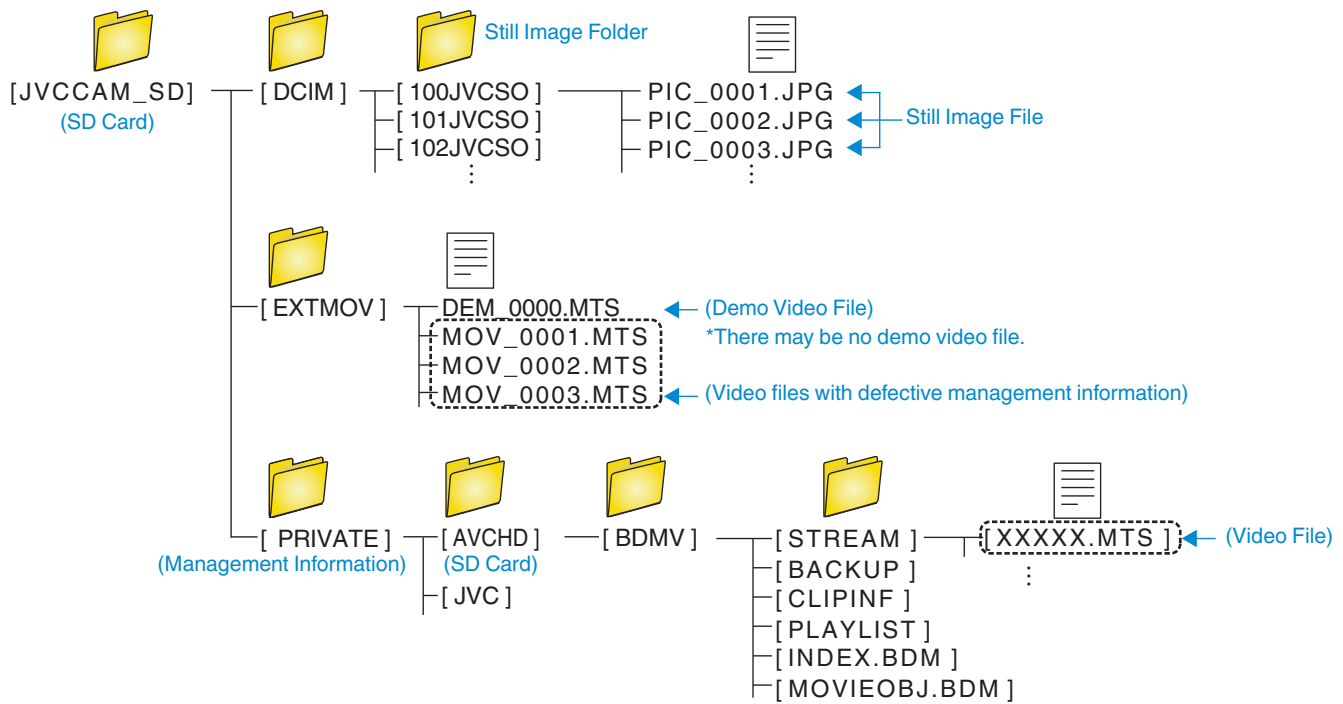 Still Image Folder
[JVCCAM_SD] [ DCIM ] [ 100JVCSO ] PIC_0001.JPG
(SD Card) [ 101JVCSO ] PIC_0002.JPG Still Image File
[ 102JVCSO ] PIC_0003.JPG
[ EXTMOV ] DEM_0000.MTS (Demo Video File)
MOV_0001.MTS *There may be no demo video file.
MOV_0002.MTS
MOV_0003.MTS (Video files with defective management information)
[ PRIVATE ] [ AVCHD ] [ BDMV ] [ STREAM ] [ XXXXX.MTS ] (Video File)
(Management Information) (SD Card) [ BACKUP ]
[ JVC ] [ CLIPINF ]
[ PLAYLIST ]
[ INDEX.BDM ]
[ MOVIEOBJ.BDM ]